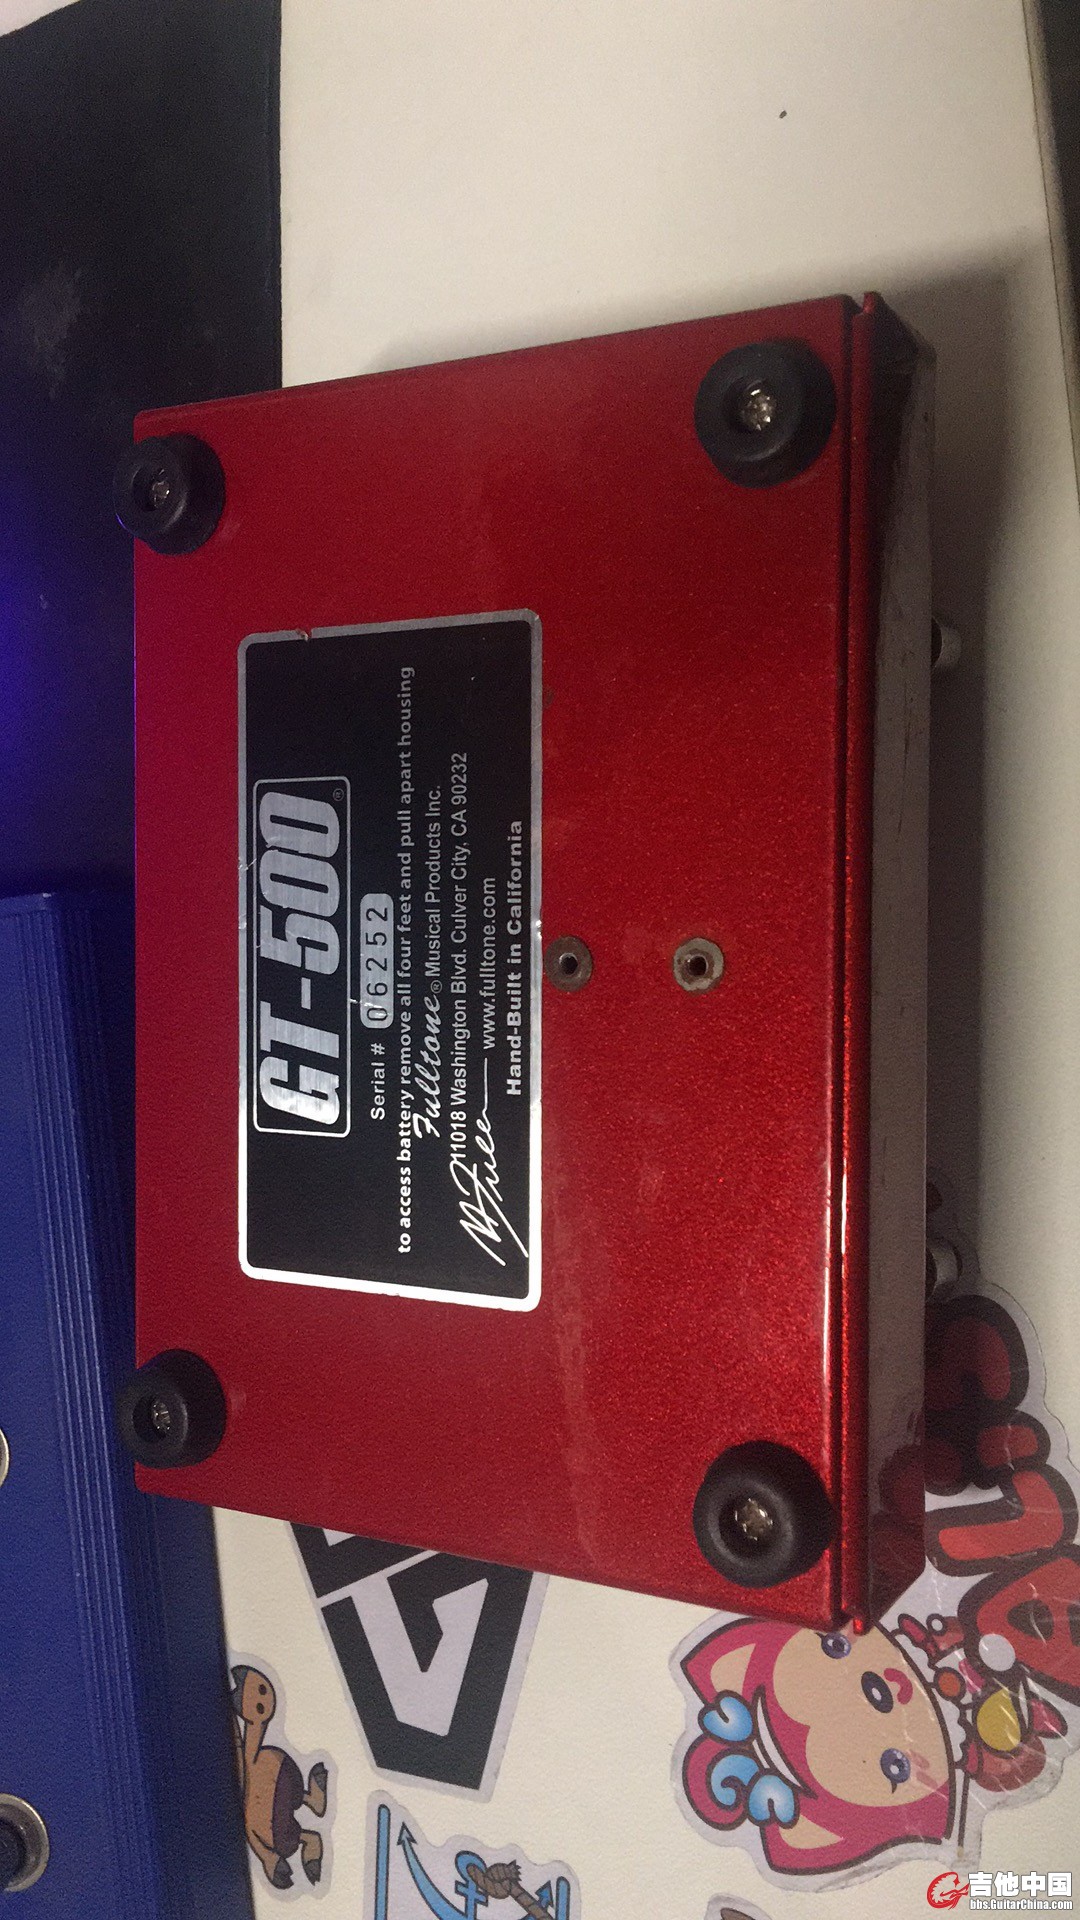 GT-500®
Serial # 06252
to access battery remove all four feet and pull apart housing
Fulltone® Musical Products Inc.
11018 Washington Blvd. Culver City, CA 90232
www.fulltone.com
Hand-Built in California
吉他中国
bbs.GuitarChina.com